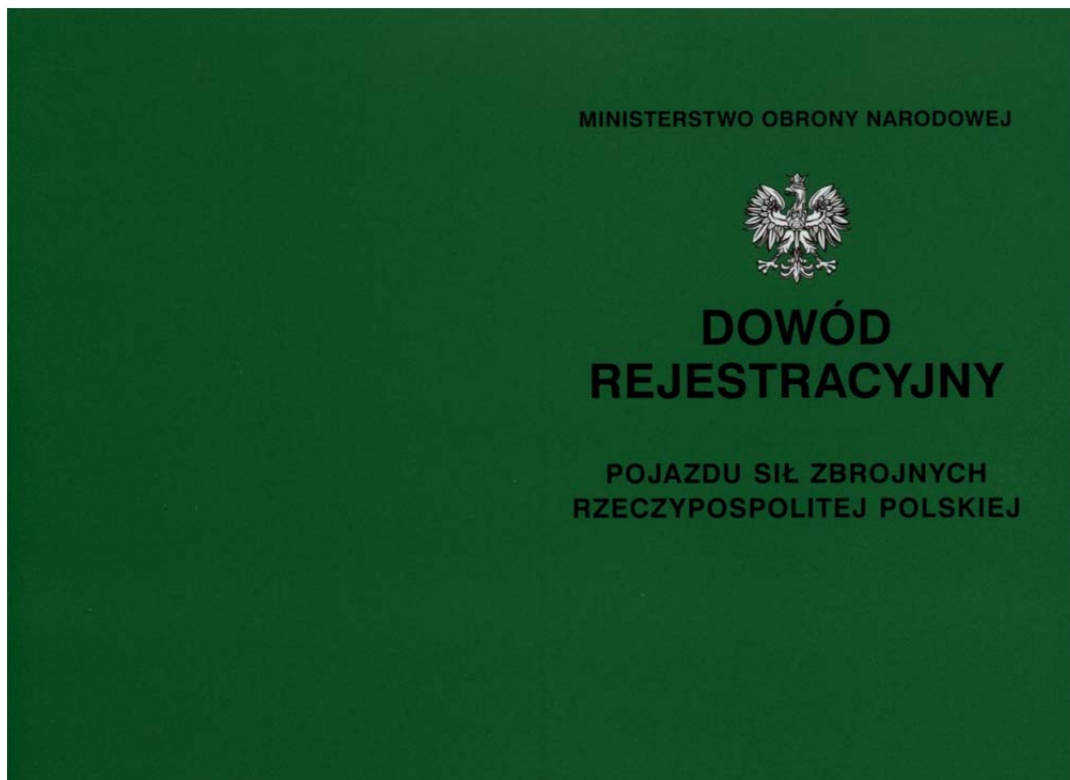 MINISTERSTWO OBRONY NARODOWEJ
DOWÓD
REJESTRACYJNY
POJAZDU SIŁ ZBROJNYCH
RZECZYPOSPOLITEJ POLSKIEJ